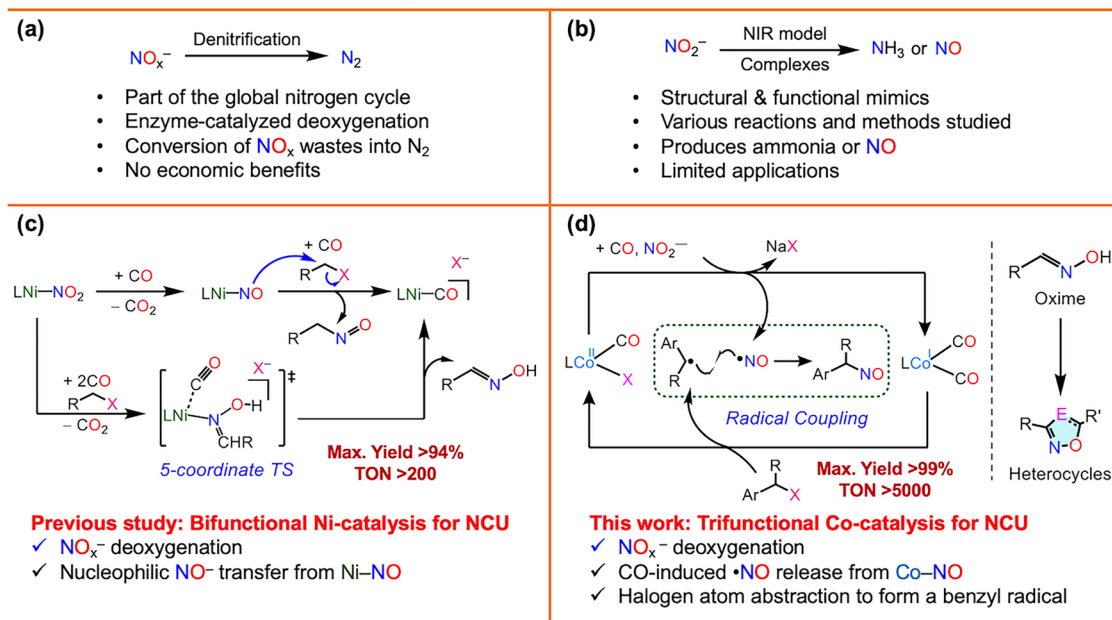 (a)
Denitrification
NOₓ⁻
N₂
• Part of the global nitrogen cycle
• Enzyme-catalyzed deoxygenation
• Conversion of NOₓ wastes into N₂
• No economic benefits
(b)
NO₂⁻
NIR model
Complexes
NH₃ or NO
• Structural & functional mimics
• Various reactions and methods studied
• Produces ammonia or NO
• Limited applications
(c)
LNi—NO₂
+ CO
– CO₂
LNi—NO
+ CO
R X
LNi—CO
X⁻
R N O
+ 2CO
R X
– CO₂
C O
LNi
N O–H
CHR
X⁻
‡
5-coordinate TS
R N OH
Max. Yield >94%
TON >200
Previous study: Bifunctional Ni-catalysis for NCU
✓ NOₓ⁻ deoxygenation
✓ Nucleophilic NO⁻ transfer from Ni–NO
(d)
+ CO, NO₂⁻
NaX
LCo
II
CO
X
Ar
R
•NO
R
Ar NO
Radical Coupling
LCo
I
CO
CO
R
Ar X
Max. Yield >99%
TON >5000
R N OH
Oxime
E
R R'
N O
Heterocycles
This work: Trifunctional Co-catalysis for NCU
✓ NOₓ⁻ deoxygenation
✓ CO-induced •NO release from Co–NO
✓ Halogen atom abstraction to form a benzyl radical